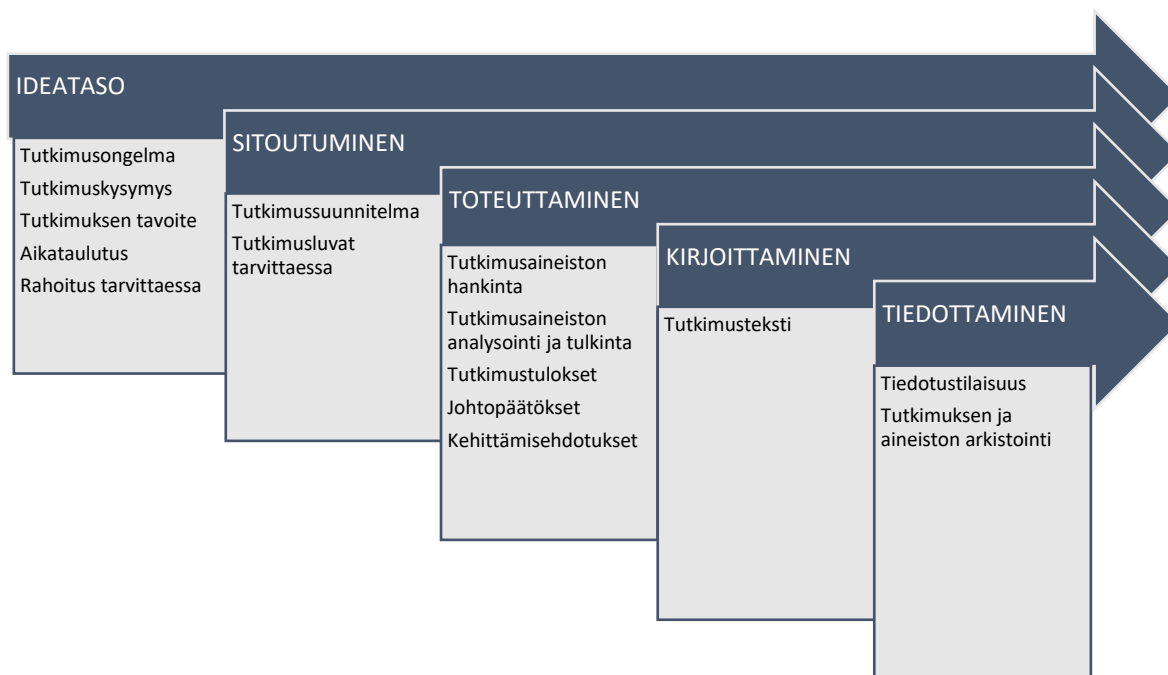 IDEATASO
Tutkimusongelma
Tutkimuskysymys
Tutkimuksen tavoite
Aikataulutus
Rahoitus tarvittaessa
SITOUTUMINEN
Tutkimussuunnitelma
Tutkimusluvat
tarvittaessa
TOTEUTTAMINEN
Tutkimusaineiston
hankinta
Tutkimusaineiston
analysointi ja tulkinta
Tutkimustulokset
Johtopäätökset
Kehittämisehdotukset
KIRJOITTAMINEN
Tutkimusteksti
TIEDOTTAMINEN
Tiedotustilaisuus
Tutkimuksen ja
aineiston arkistointi